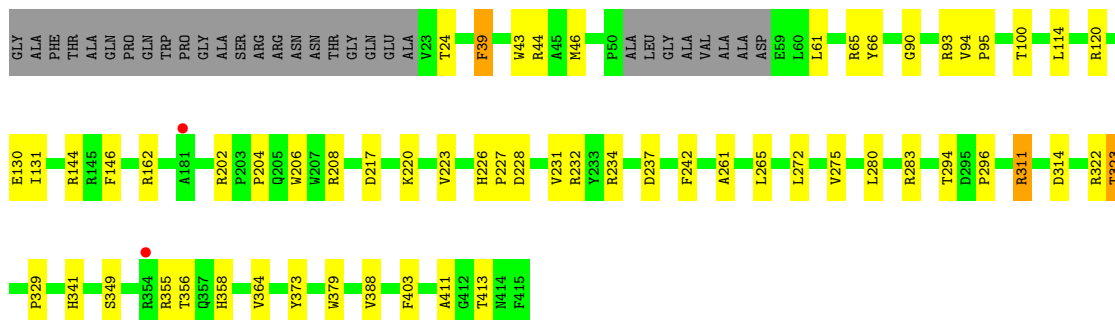 GLY ALA PHE THR ALA GLN PRO GLN TRP PRO GLY ALA SER ARG ARG ASN ASN THR GLY GLN GLU ALA V23 T24 F39 W43 R44 A45 M46 P50 ALA LEU GLY ALA VAL ALA ALA ASP E59 L60 L61 R65 Y66 G90 R93 V94 P95 T100 L114 R120
E130 I131 R144 R145 F146 R162 A181 R202 P203 P204 Q205 W206 W207 R208 D217 K220 V223 H226 P227 D228 V231 R232 Y233 R234 D237 F242 A261 L265 L272 V275 L280 R283 T294 D295 P296 R311 D314 R322 T323
P329 H341 S349 R354 R355 T356 Q357 H358 V364 Y373 W379 V388 F403 A411 G412 T413 N414 F415